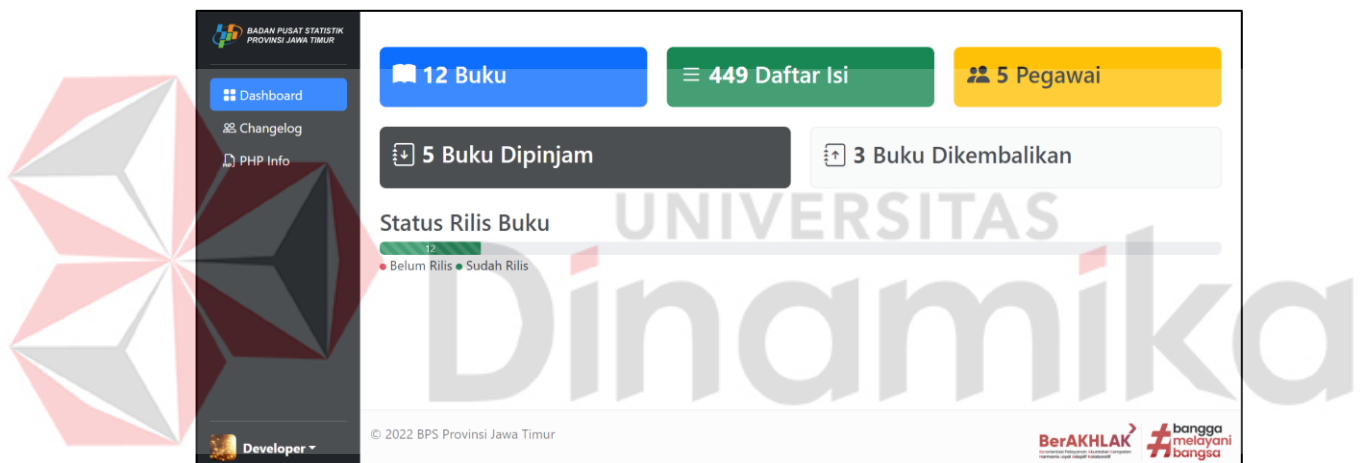 BADAN PUSAT STATISTIK
PROVINSI JAWA TIMUR
Dashboard
Changelog
PHP Info
Developer
12 Buku
449 Daftar Isi
5 Pegawai
5 Buku Dipinjam
3 Buku Dikembalikan
Status Rilis Buku
12
Belum Rilis
Sudah Rilis
UNIVERSITAS
Dinamika
© 2022 BPS Provinsi Jawa Timur
BerAKHLAK
#bangga
melayani
bangsa